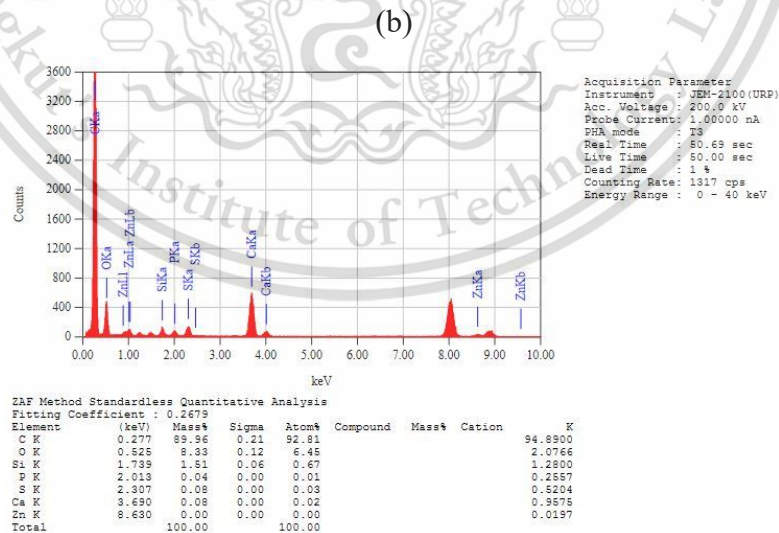 (b)
3600
3200
2800
2400
2000
1600
1200
800
400
0
Counts
CKa
OKa
ZnLl
ZnLa
ZnLb
SiKa
PKa
SKa
SKb
CaKa
CaKb
ZnKa
ZnKb
0.00 1.00 2.00 3.00 4.00 5.00 6.00 7.00 8.00 9.00 10.00
keV
Acquisition Parameter
Instrument : JEM-2100(URP)
Acc. Voltage : 200.0 kV
Probe Current: 1.00000 nA
PHA mode : T3
Real Time : 50.69 sec
Live Time : 50.00 sec
Dead Time : 1 %
Counting Rate: 1317 cps
Energy Range : 0 - 40 keV
Institute of Technology
ZAF Method Standardless Quantitative Analysis
Fitting Coefficient : 0.2679
Element (keV) Mass% Sigma Atom% Compound Mass% Cation K
C K 0.277 89.96 0.21 92.81 94.8900
O K 0.525 8.33 0.12 6.45 2.0766
Si K 1.739 1.51 0.06 0.67 1.2800
P K 2.013 0.04 0.00 0.01 0.2557
S K 2.307 0.08 0.00 0.03 0.5204
Ca K 3.690 0.08 0.00 0.02 0.9575
Zn K 8.630 0.00 0.00 0.00 0.0197
Total 100.00 100.00